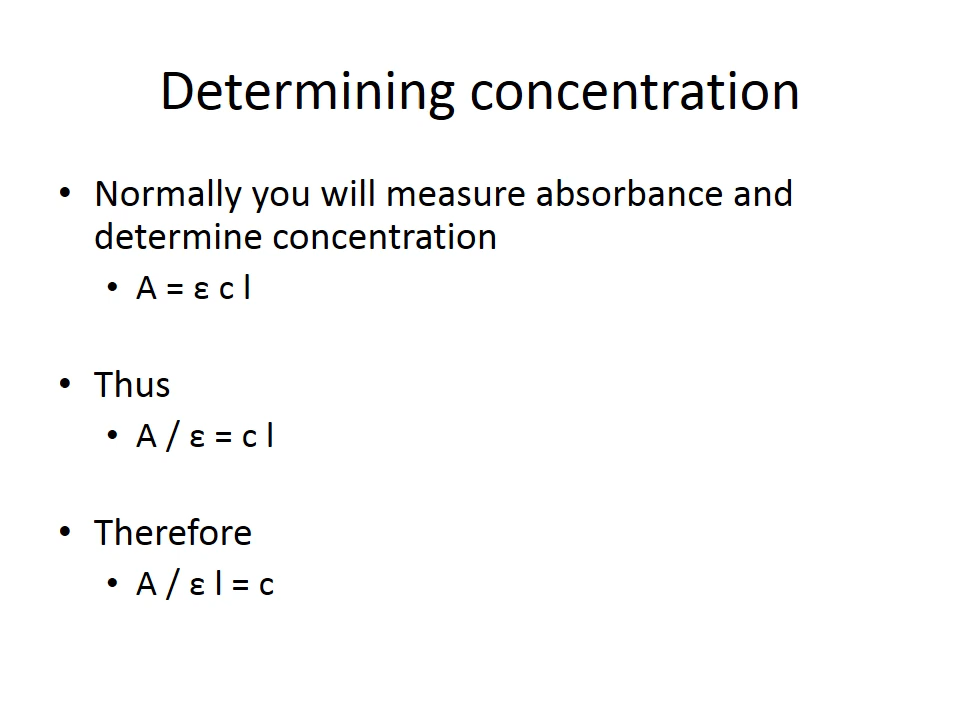 Determining concentration
• Normally you will measure absorbance and
determine concentration
• A = ε c l
• Thus
• A / ε = c l
• Therefore
• A / ε l = c